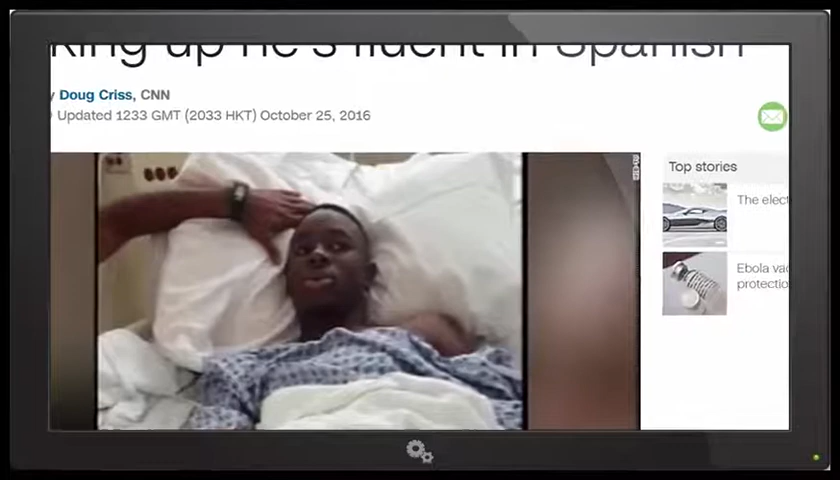 king up he's fluent in Spanish
y Doug Criss, CNN
Updated 1233 GMT (2033 HKT) October 25, 2016
Top stories
The elect
Ebola vac
protectio